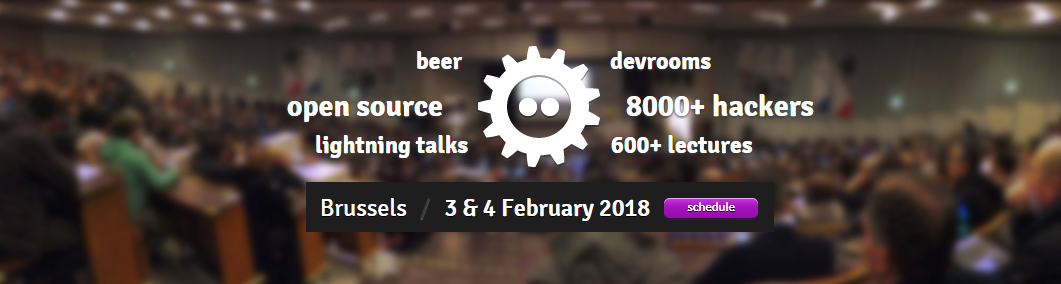 beer
devrooms
open source
8000+ hackers
lightning talks
600+ lectures
Brussels / 3 & 4 February 2018 schedule